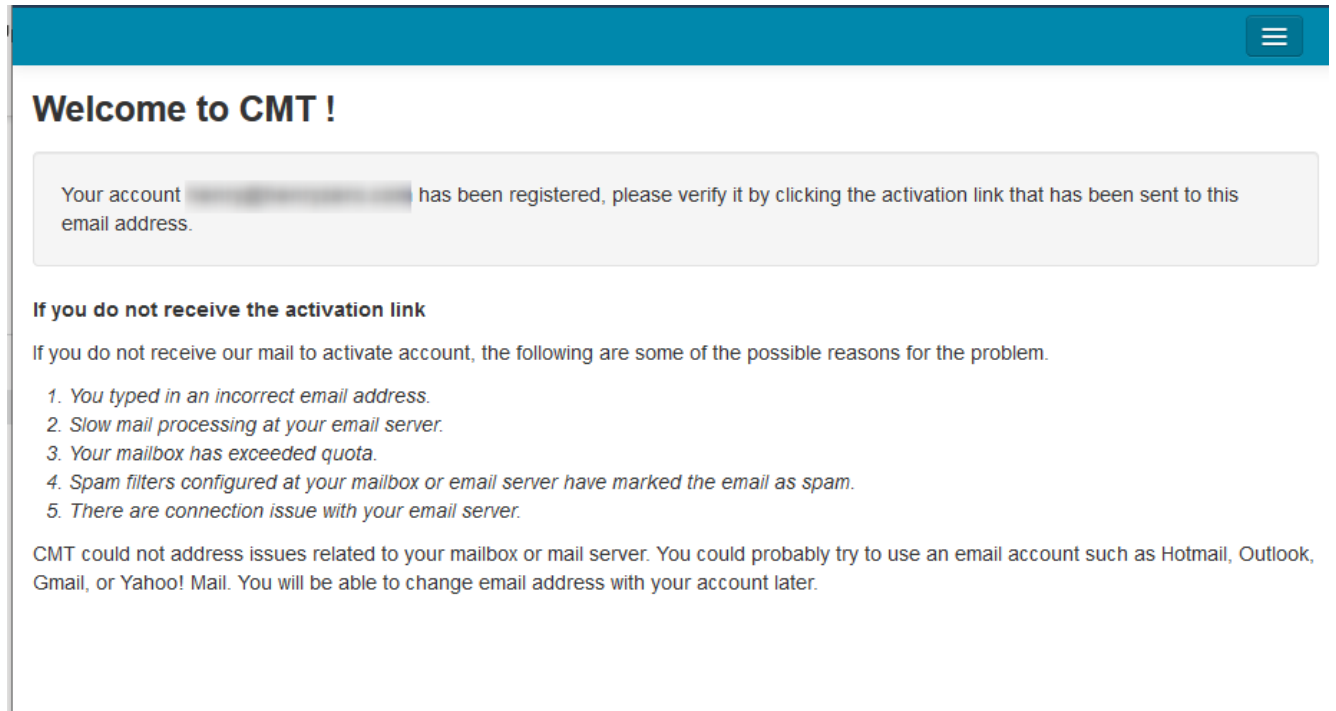 Welcome to CMT !
Your account has been registered, please verify it by clicking the activation link that has been sent to this
email address.
If you do not receive the activation link
If you do not receive our mail to activate account, the following are some of the possible reasons for the problem.
1. You typed in an incorrect email address.
2. Slow mail processing at your email server.
3. Your mailbox has exceeded quota.
4. Spam filters configured at your mailbox or email server have marked the email as spam.
5. There are connection issue with your email server.
CMT could not address issues related to your mailbox or mail server. You could probably try to use an email account such as Hotmail, Outlook,
Gmail, or Yahoo! Mail. You will be able to change email address with your account later.